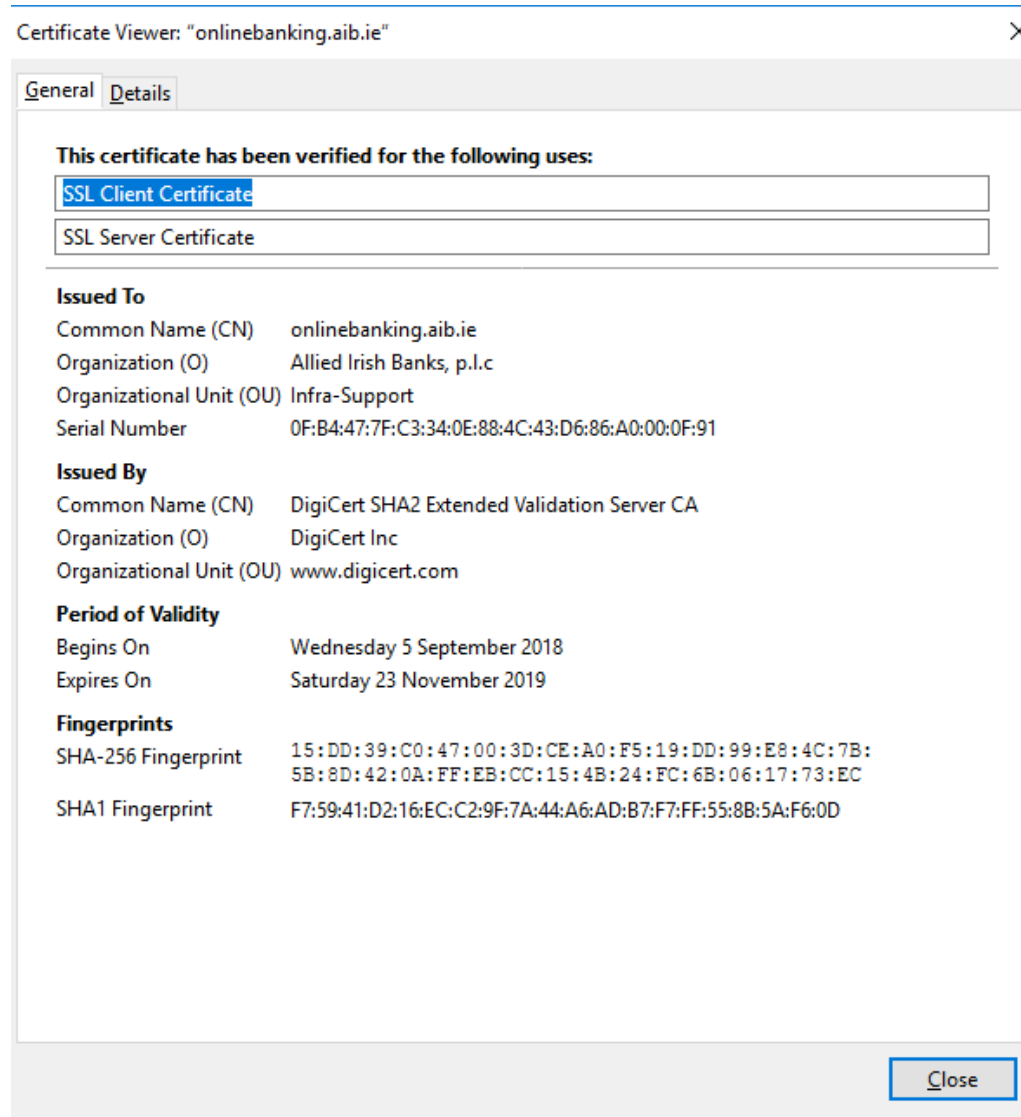 Certificate Viewer: “onlinebanking.aib.ie”
General Details
This certificate has been verified for the following uses:
SSL Client Certificate
SSL Server Certificate
Issued To
Common Name (CN) onlinebanking.aib.ie
Organization (O) Allied Irish Banks, p.l.c
Organizational Unit (OU) Infra-Support
Serial Number 0F:B4:47:7F:C3:34:0E:88:4C:43:D6:86:A0:00:0F:91
Issued By
Common Name (CN) DigiCert SHA2 Extended Validation Server CA
Organization (O) DigiCert Inc
Organizational Unit (OU) www.digicert.com
Period of Validity
Begins On Wednesday 5 September 2018
Expires On Saturday 23 November 2019
Fingerprints
SHA-256 Fingerprint 15:DD:39:C0:47:00:3D:CE:A0:F5:19:DD:99:E8:4C:7B:
5B:8D:42:0A:FF:EB:CC:15:4B:24:FC:6B:06:17:73:EC
SHA1 Fingerprint F7:59:41:D2:16:EC:C2:9F:7A:44:A6:AD:B7:F7:FF:55:8B:5A:F6:0D
Close